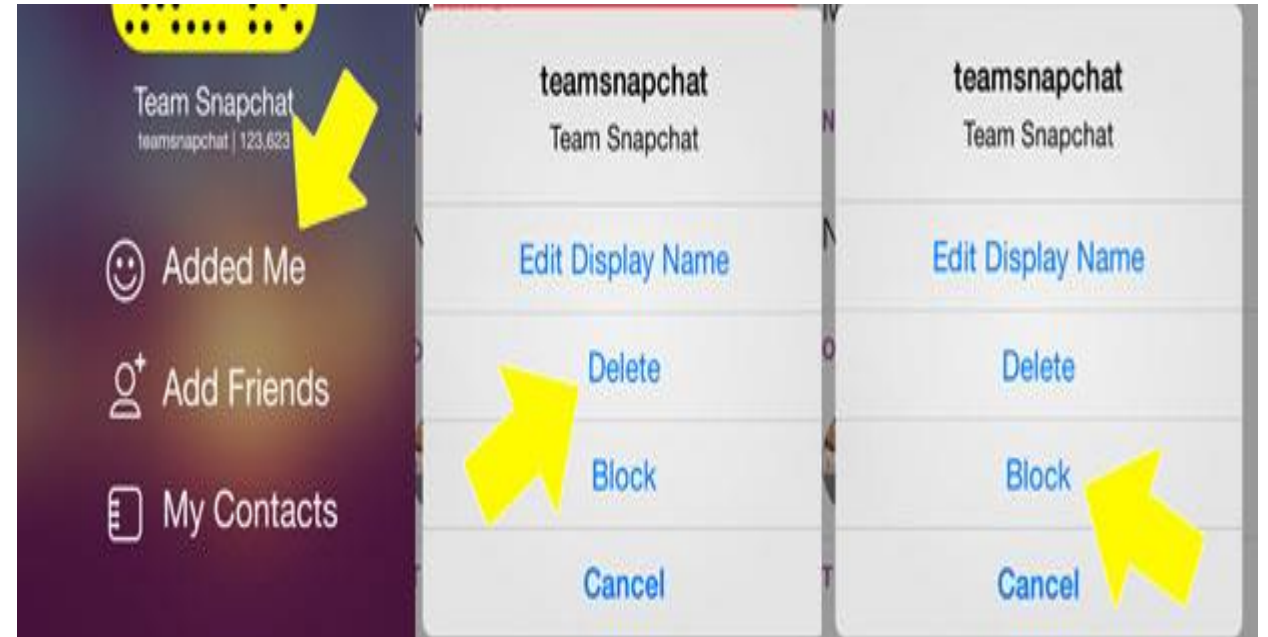 Team Snapchat
teamsnapchat | 123,623
Added Me
Add Friends
My Contacts
teamsnapchat
Team Snapchat
Edit Display Name
Delete
Block
Cancel
teamsnapchat
Team Snapchat
Edit Display Name
Delete
Block
Cancel